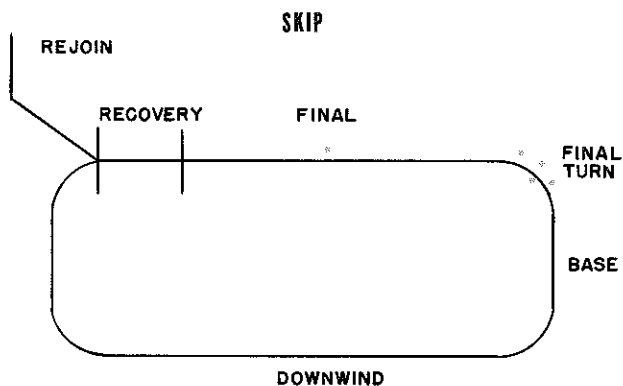 SKIP
REJOIN
RECOVERY
FINAL
FINAL
TURN
BASE
DOWNWIND